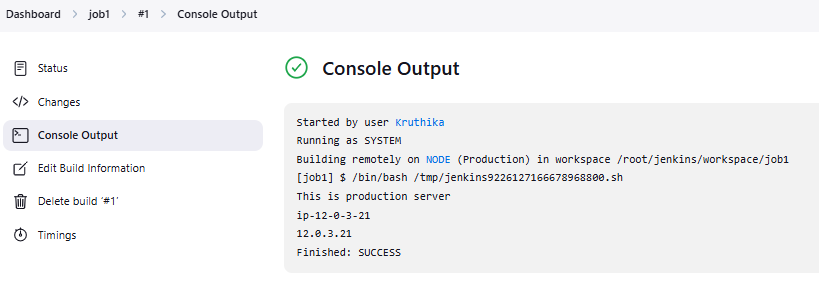 Dashboard > job1 > #1 > Console Output
Status
Changes
Console Output
Edit Build Information
Delete build '#1'
Timings
Console Output
Started by user Kruthika
Running as SYSTEM
Building remotely on NODE (Production) in workspace /root/jenkins/workspace/job1
[job1] $ /bin/bash /tmp/jenkins9226127166678968800.sh
This is production server
ip-12-0-3-21
12.0.3.21
Finished: SUCCESS